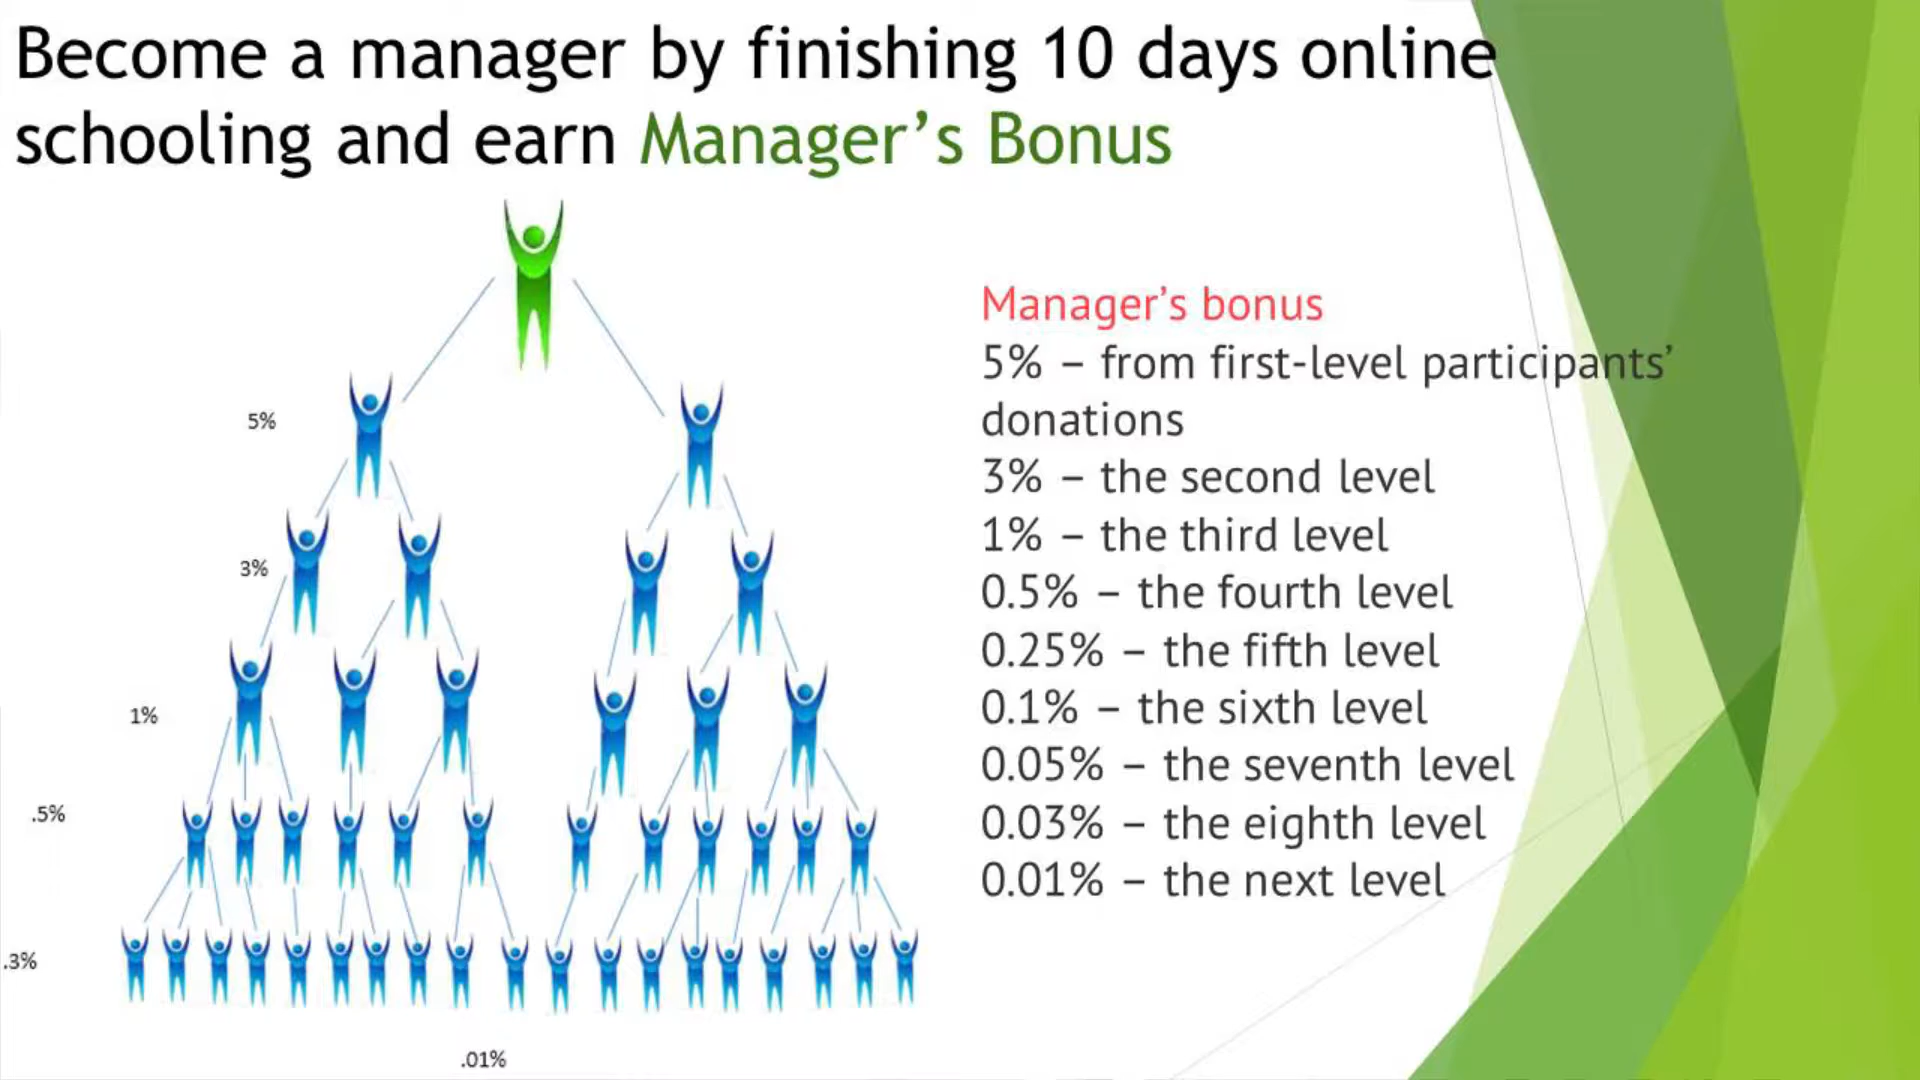 Become a manager by finishing 10 days online
schooling and earn Manager's Bonus
Manager's bonus
5% – from first-level participants'
donations
3% – the second level
1% – the third level
0.5% – the fourth level
0.25% – the fifth level
0.1% – the sixth level
0.05% – the seventh level
0.03% – the eighth level
0.01% – the next level
5%
3%
1%
.5%
.3%
.01%